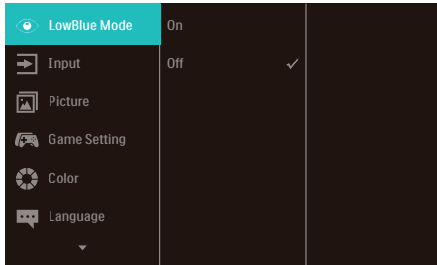 LowBlue Mode
On
Input
Off
Picture
Game Setting
Color
Language